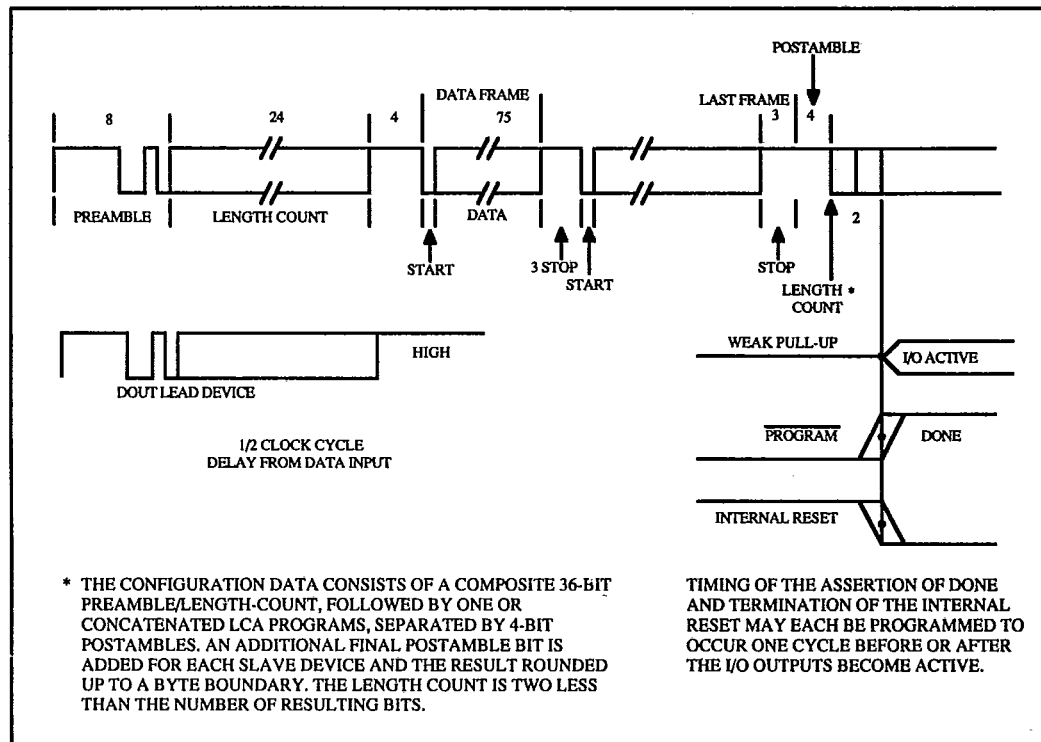 POSTAMBLE
DATA FRAME
LAST FRAME
8
24
4
75
3
4
PREAMBLE
LENGTH COUNT
DATA
2
START
3 STOP
START
STOP
LENGTH *
COUNT
HIGH
DOUT LEAD DEVICE
WEAK PULL-UP
I/O ACTIVE
1/2 CLOCK CYCLE
DELAY FROM DATA INPUT
PROGRAM
DONE
INTERNAL RESET
* THE CONFIGURATION DATA CONSISTS OF A COMPOSITE 36-BIT
PREAMBLE/LENGTH-COUNT, FOLLOWED BY ONE OR
CONCATENATED LCA PROGRAMS, SEPARATED BY 4-BIT
POSTAMBLES. AN ADDITIONAL FINAL POSTAMBLE BIT IS
ADDED FOR EACH SLAVE DEVICE AND THE RESULT ROUNDED
UP TO A BYTE BOUNDARY. THE LENGTH COUNT IS TWO LESS
THAN THE NUMBER OF RESULTING BITS.
TIMING OF THE ASSERTION OF DONE
AND TERMINATION OF THE INTERNAL
RESET MAY EACH BE PROGRAMMED TO
OCCUR ONE CYCLE BEFORE OR AFTER
THE I/O OUTPUTS BECOME ACTIVE.